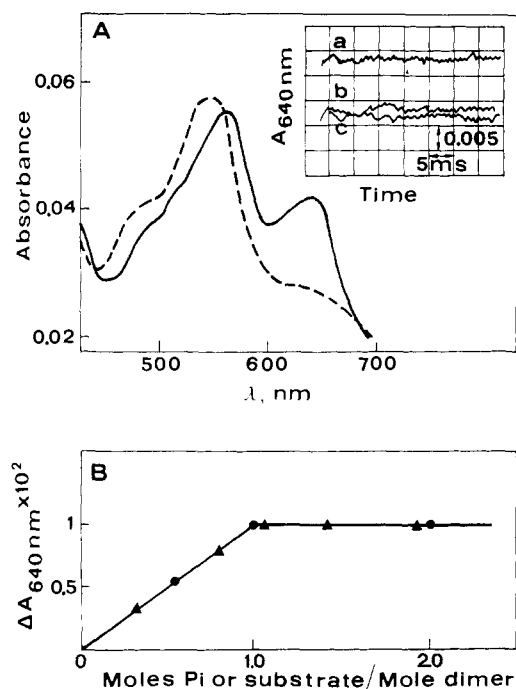 A
0.06
0.04
0.02
Absorbance
500
600
700
λ, nm
a
b
c
A640nm
0.005
5ms
Time
B
ΔA640nm×10²
1
0.5
0
1.0
2.0
Moles Pi or substrate/Mole dimer